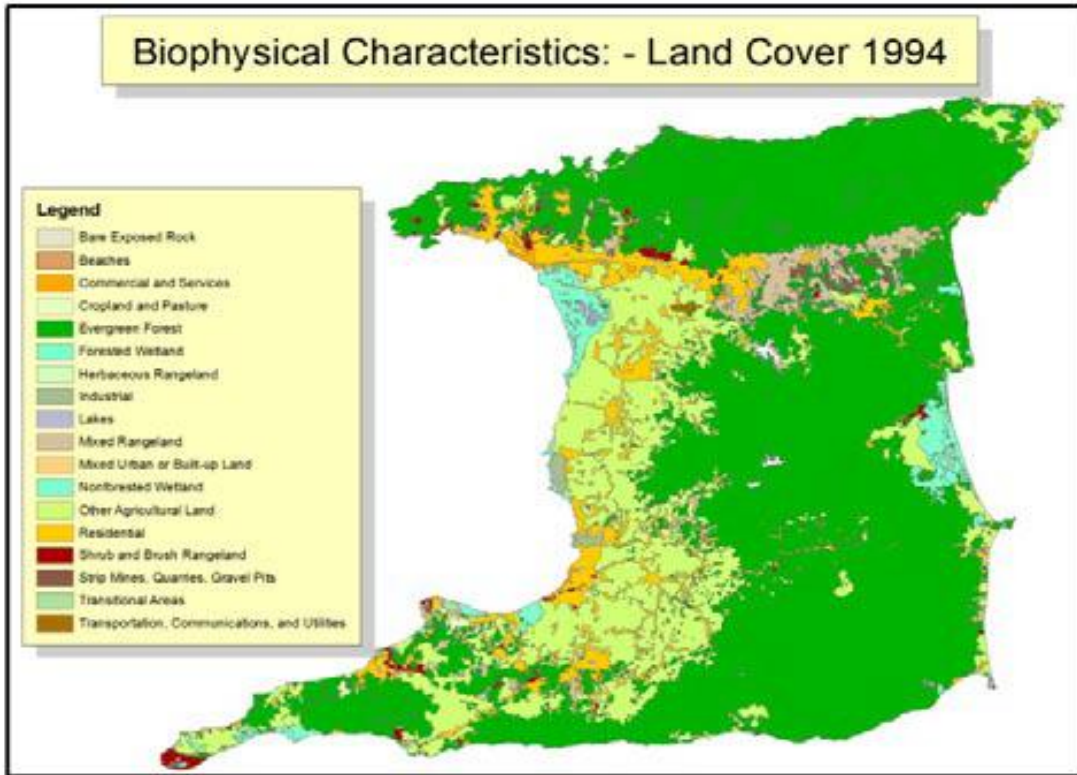 Biophysical Characteristics: - Land Cover 1994
Legend
Bare Exposed Rock
Beaches
Commercial and Services
Cropland and Pasture
Evergreen Forest
Forested Wetland
Herbaceous Rangeland
Industrial
Lakes
Mixed Rangeland
Mixed Urban or Built-up Land
Nonforested Wetland
Other Agricultural Land
Residential
Shrub and Brush Rangeland
Strip Mines, Quarries, Gravel Pits
Transitional Areas
Transportation, Communications, and Utilities